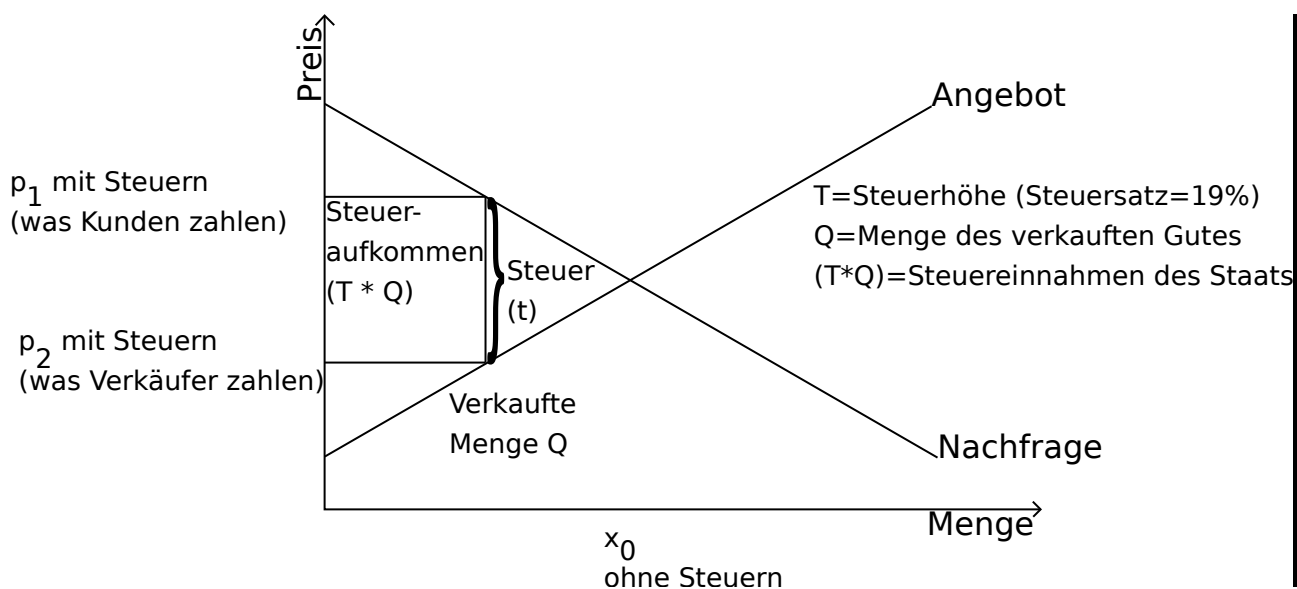 Preis
Angebot
p1 mit Steuern
(was Kunden zahlen)
Steuer-
aufkommen
(T * Q)
Steuer
(t)
T=Steuerhöhe (Steuersatz=19%)
Q=Menge des verkauften Gutes
(T*Q)=Steuereinnahmen des Staats
p2 mit Steuern
(was Verkäufer zahlen)
Verkaufte
Menge Q
Nachfrage
Menge
x0
ohne Steuern